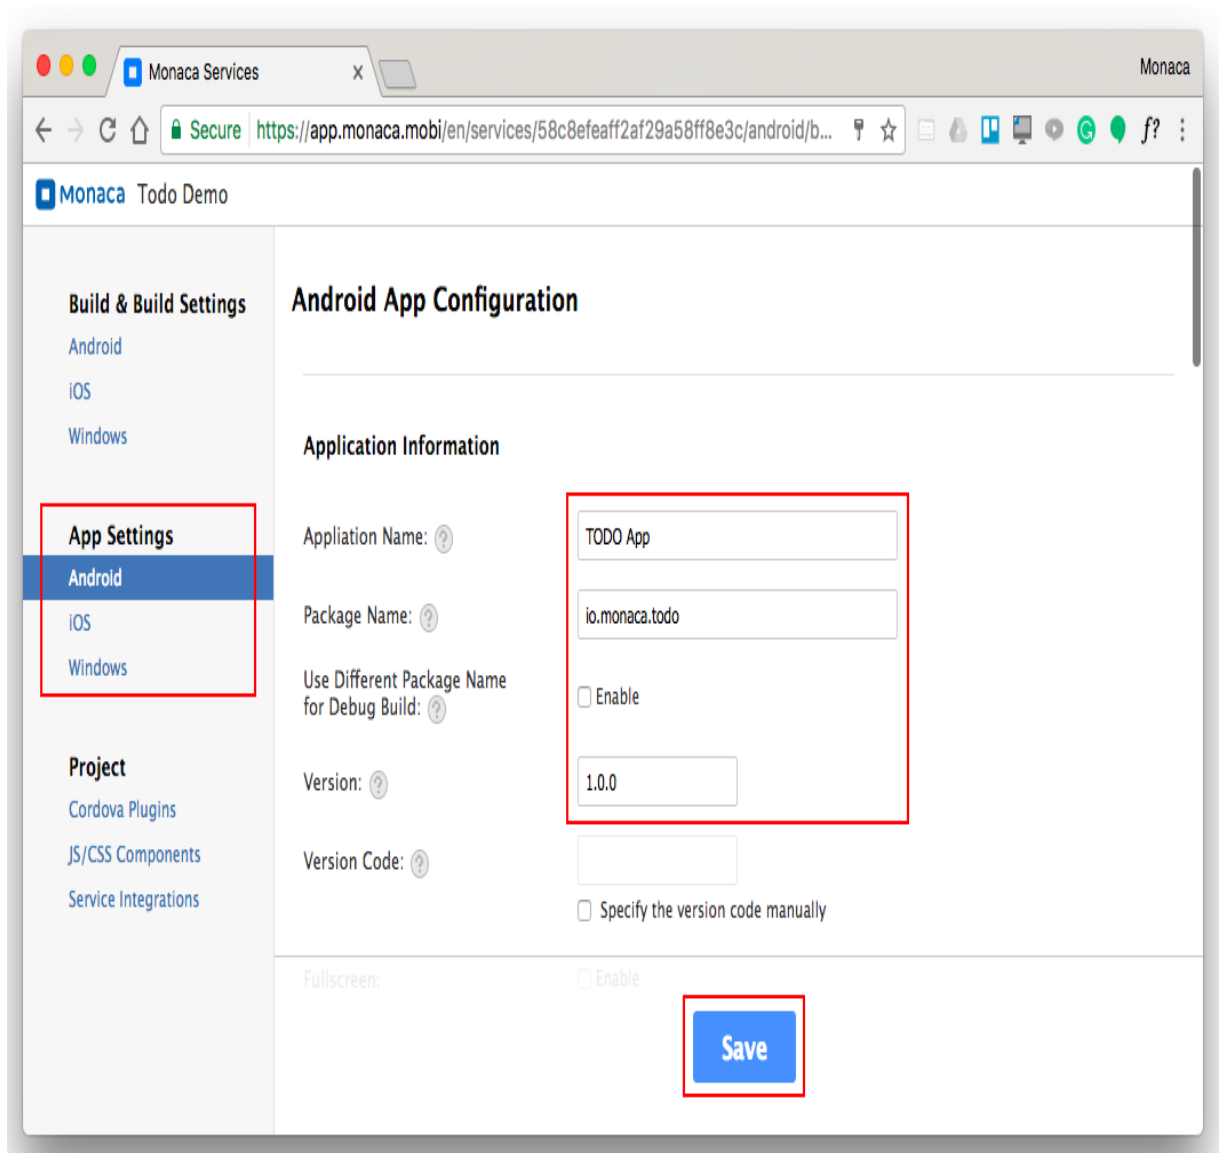 Monaca Services
Monaca
Secure https://app.monaca.mobi/en/services/58c8efeaff2af29a58ff8e3c/android/b...
f?
Monaca Todo Demo
Build & Build Settings
Android
iOS
Windows
App Settings
Android
iOS
Windows
Project
Cordova Plugins
JS/CSS Components
Service Integrations
Android App Configuration
Application Information
Appliation Name: ?
TODO App
Package Name: ?
io.monaca.todo
Use Different Package Name
for Debug Build: ?
Enable
Version: ?
1.0.0
Version Code: ?
Specify the version code manually
Fullscreen:
Enable
Save